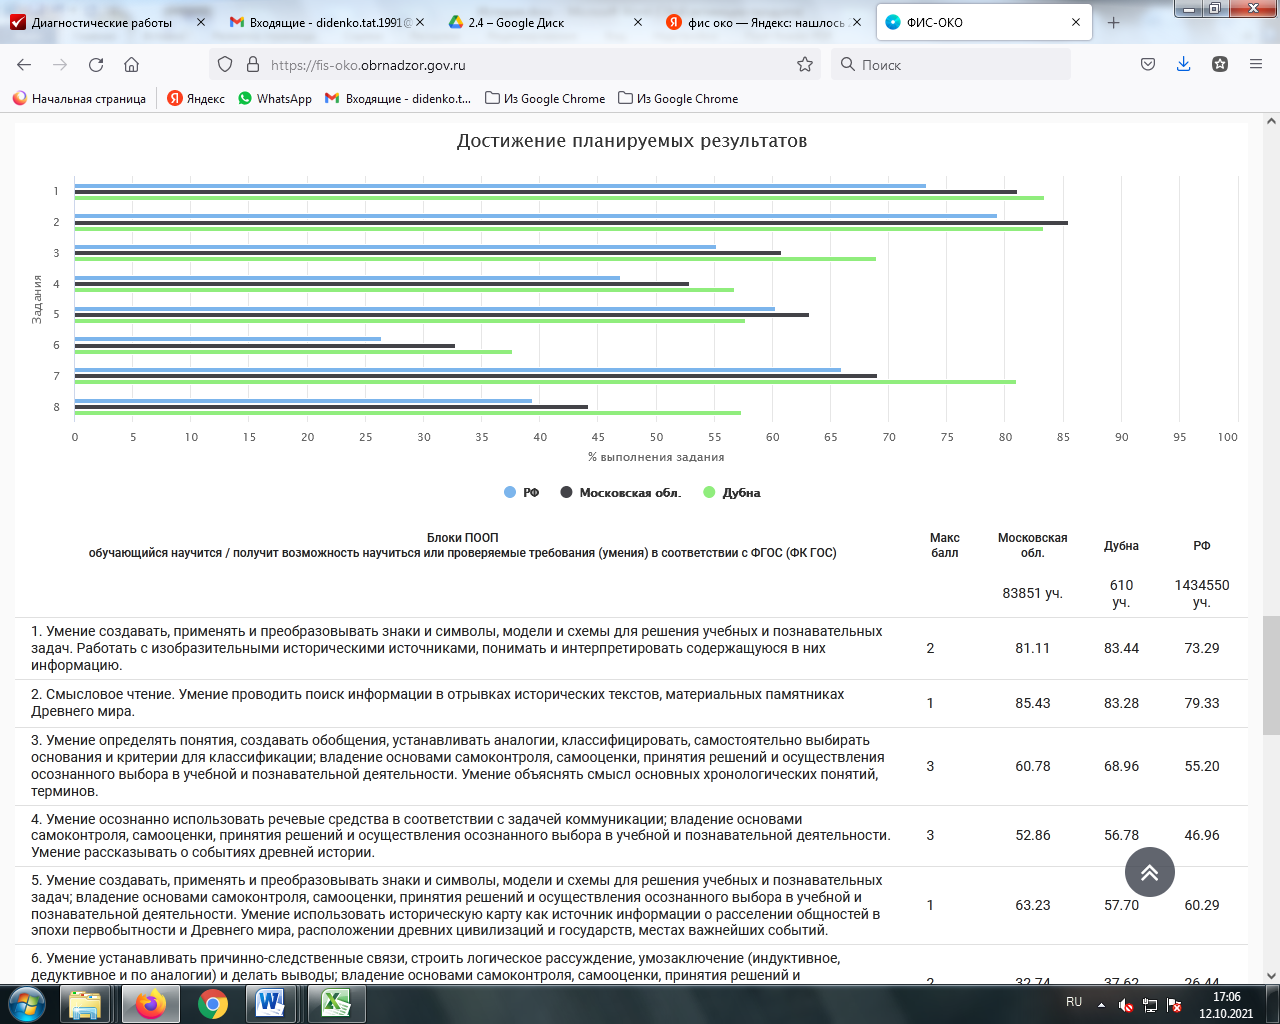 Диагностические работы
Входящие - didenko.tat.1991@
2.4 – Google Диск
фис око — Яндекс: нашлось
ФИС-ОКО
https://fis-oko.obrnadzor.gov.ru
Поиск
Начальная страница
Яндекс
WhatsApp
Входящие - didenko.t...
Из Google Chrome
Из Google Chrome
Достижение планируемых результатов
1
2
3
4
5
6
7
8
Задания
0 5 10 15 20 25 30 35 40 45 50 55 60 65 70 75 80 85 90 95 100
% выполнения задания
РФ Московская обл. Дубна
Блоки ПООП
обучающийся научится / получит возможность научиться или проверяемые требования (умения) в соответствии с ФГОС (ФК ГОС)
Макс балл
Московская обл.
Дубна
РФ
83851 уч.
610 уч.
1434550 уч.
1. Умение создавать, применять и преобразовывать знаки и символы, модели и схемы для решения учебных и познавательных
задач. Работать с изобразительными историческими источниками, понимать и интерпретировать содержащуюся в них
информацию.
2 81.11 83.44 73.29
2. Смысловое чтение. Умение проводить поиск информации в отрывках исторических текстов, материальных памятниках
Древнего мира.
1 85.43 83.28 79.33
3. Умение определять понятия, создавать обобщения, устанавливать аналогии, классифицировать, самостоятельно выбирать
основания и критерии для классификации; владение основами самоконтроля, самооценки, принятия решений и осуществления
осознанного выбора в учебной и познавательной деятельности. Умение объяснять смысл основных хронологических понятий,
терминов.
3 60.78 68.96 55.20
4. Умение осознанно использовать речевые средства в соответствии с задачей коммуникации; владение основами
самоконтроля, самооценки, принятия решений и осуществления осознанного выбора в учебной и познавательной деятельности.
Умение рассказывать о событиях древней истории.
3 52.86 56.78 46.96
5. Умение создавать, применять и преобразовывать знаки и символы, модели и схемы для решения учебных и познавательных
задач; владение основами самоконтроля, самооценки, принятия решений и осуществления осознанного выбора в учебной и
познавательной деятельности. Умение использовать историческую карту как источник информации о расселении общностей в
эпохи первобытности и Древнего мира, расположении древних цивилизаций и государств, местах важнейших событий.
1 63.23 57.70 60.29
6. Умение устанавливать причинно-следственные связи, строить логическое рассуждение, умозаключение (индуктивное,
дедуктивное и по аналогии) и делать выводы; владение основами самоконтроля, самооценки, принятия решений и
2 32.74 37.62 26.44
RU
17:06
12.10.2021